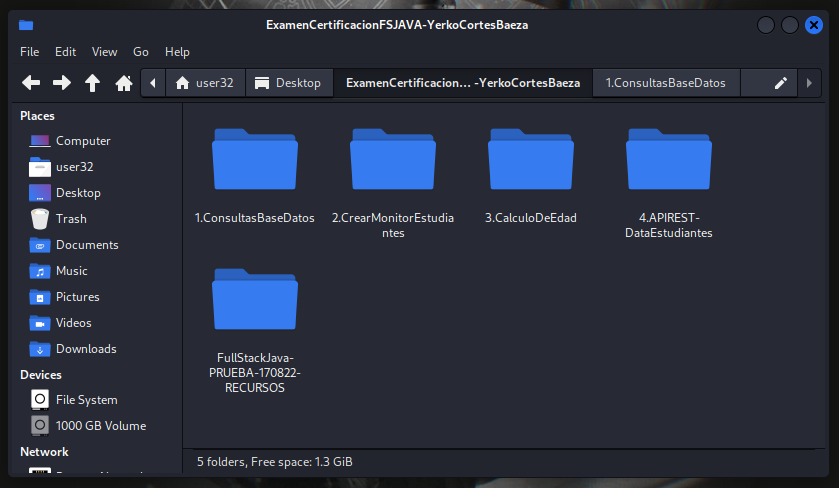 ExamenCertificacionFSJAVA-YerkoCortesBaeza
File Edit View Go Help
user32 Desktop ExamenCertificacion... -YerkoCortesBaeza 1.ConsultasBaseDatos
Places
Computer
user32
Desktop
Trash
Documents
Music
Pictures
Videos
Downloads
Devices
File System
1000 GB Volume
Network
1.ConsultasBaseDatos
2.CrearMonitorEstudia
ntes
3.CalculoDeEdad
4.APIREST-
DataEstudiantes
FullStackJava-
PRUEBA-170822-
RECURSOS
5 folders, Free space: 1.3 GiB